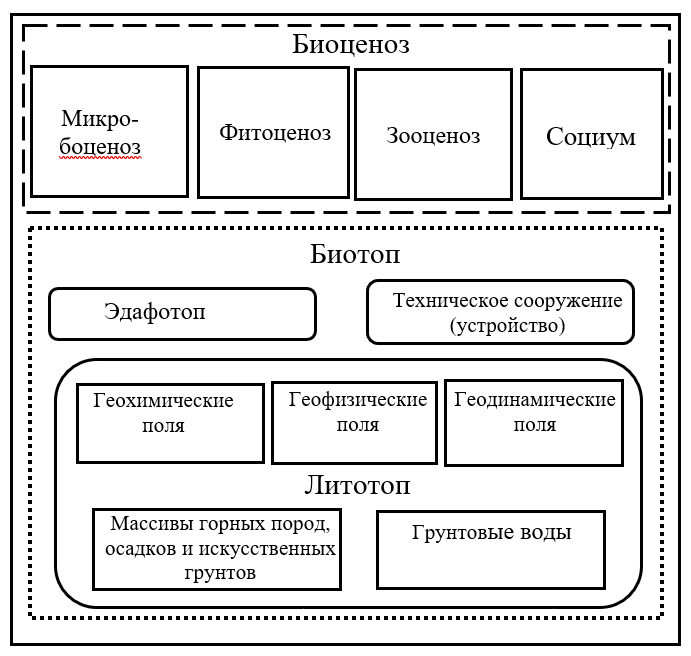 Биоценоз
Микро-
боценоз
Фитоценоз
Зооценоз
Социум
Биотоп
Эдафотоп
Техническое сооружение
(устройство)
Геохимические
поля
Геофизические
поля
Геодинамические
поля
Литотоп
Массивы горных пород,
осадков и искусственных
грунтов
Грунтовые воды